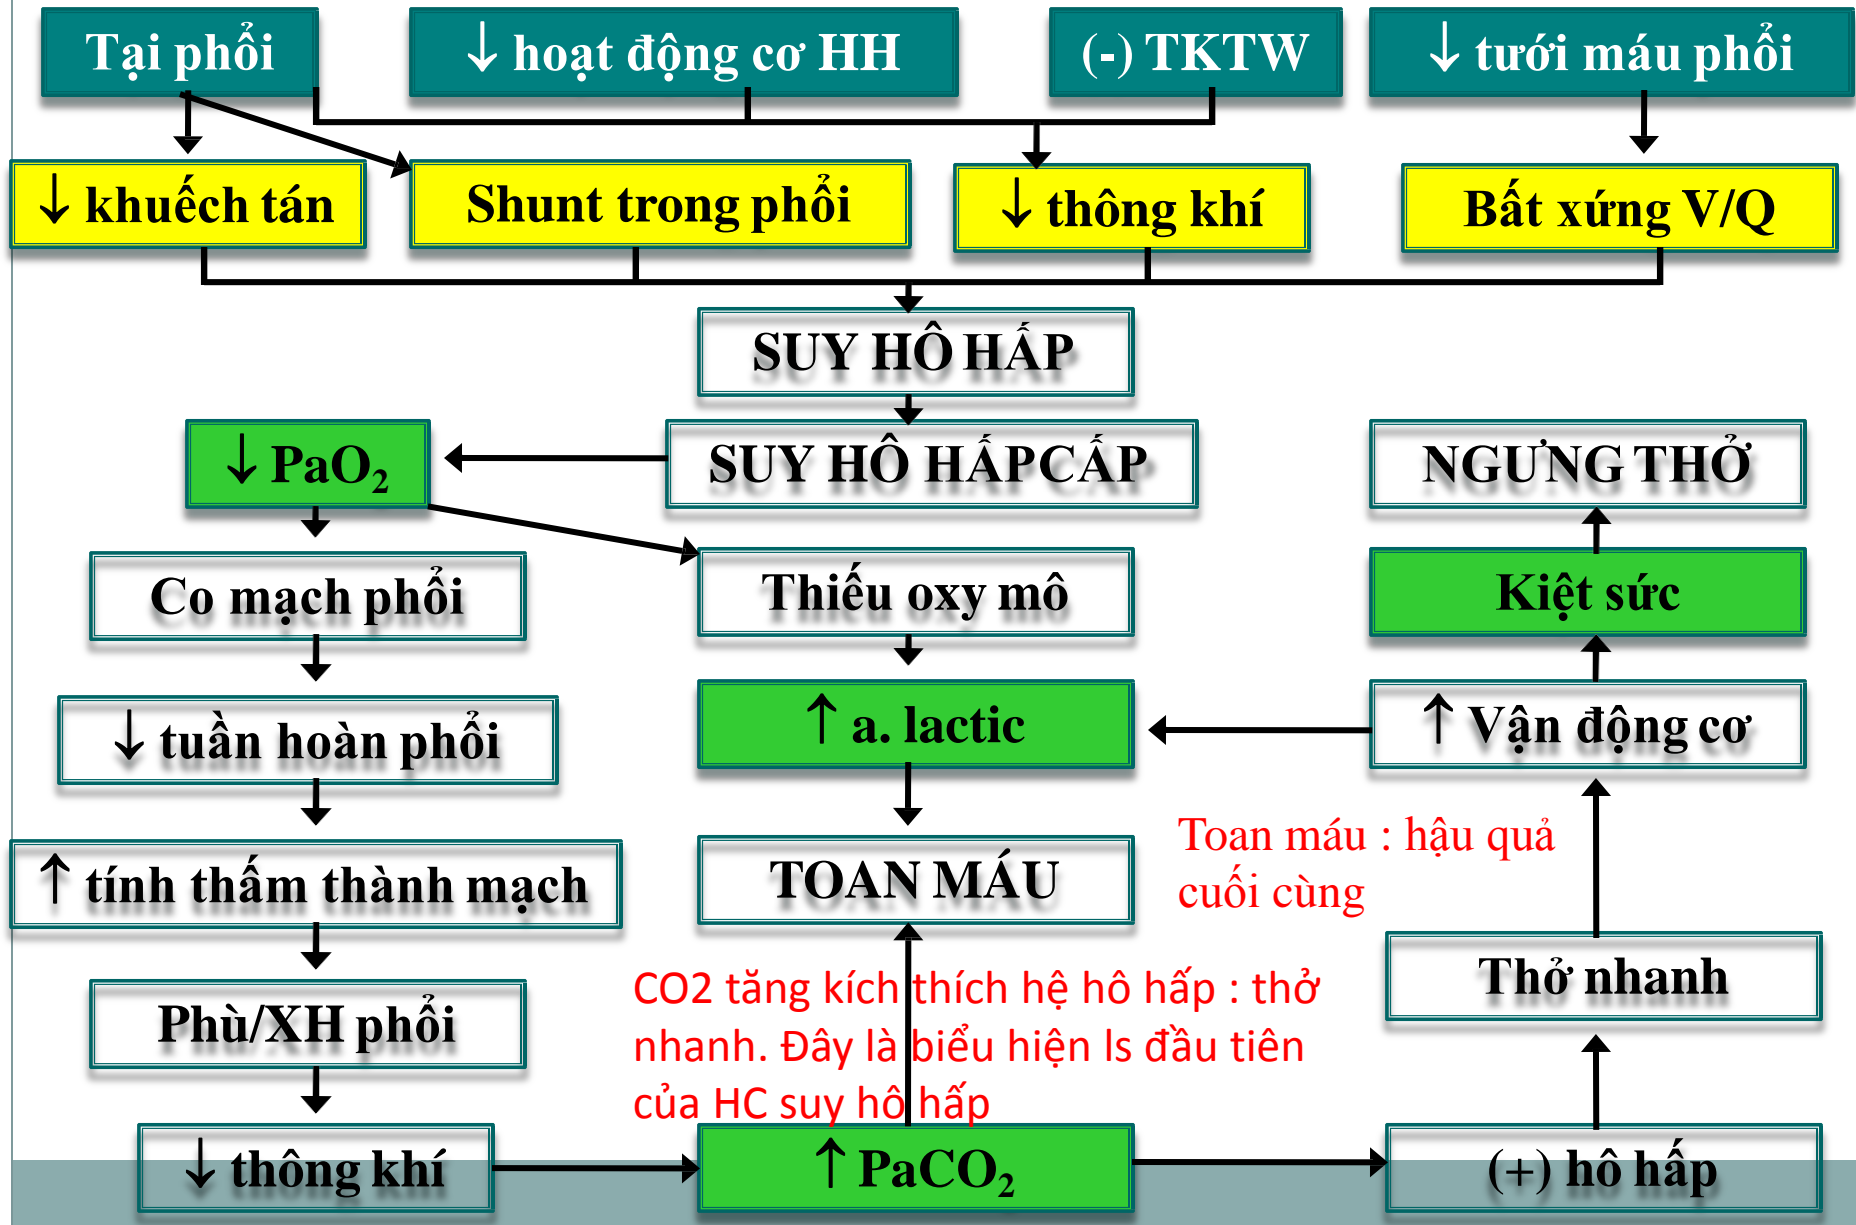 Tại phổi
↓ hoạt động cơ HH
(-) TKTW
↓ tưới máu phổi
↓ khuếch tán
Shunt trong phổi
↓ thông khí
Bất xứng V/Q
SUY HÔ HẤP
↓ PaO₂
SUY HÔ HẤPCẤP
NGƯNG THỞ
Co mạch phổi
Thiếu oxy mô
Kiệt sức
↓ tuần hoàn phổi
↑ a. lactic
↑ Vận động cơ
Toan máu : hậu quả
cuối cùng
↑ tính thấm thành mạch
TOAN MÁU
Thở nhanh
CO2 tăng kích thích hệ hô hấp : thở
nhanh. Đây là biểu hiện ls đầu tiên
của HC suy hô hấp
Phù/XH phổi
↓ thông khí
↑ PaCO₂
(+) hô hấp